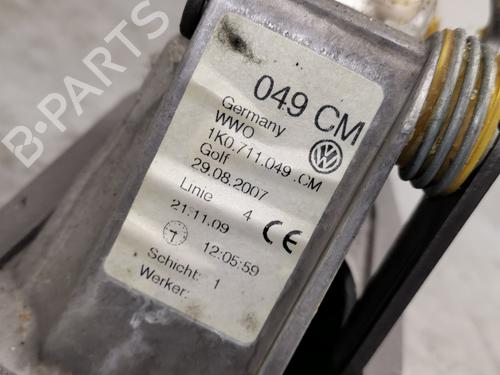 B-PARTS
049 CM
Germany
WWO
1K0.711.049 .CM
Golf
29.08.2007
Linie 4
21.11.09 CE
12:05:59
Schicht: 1
Werker: